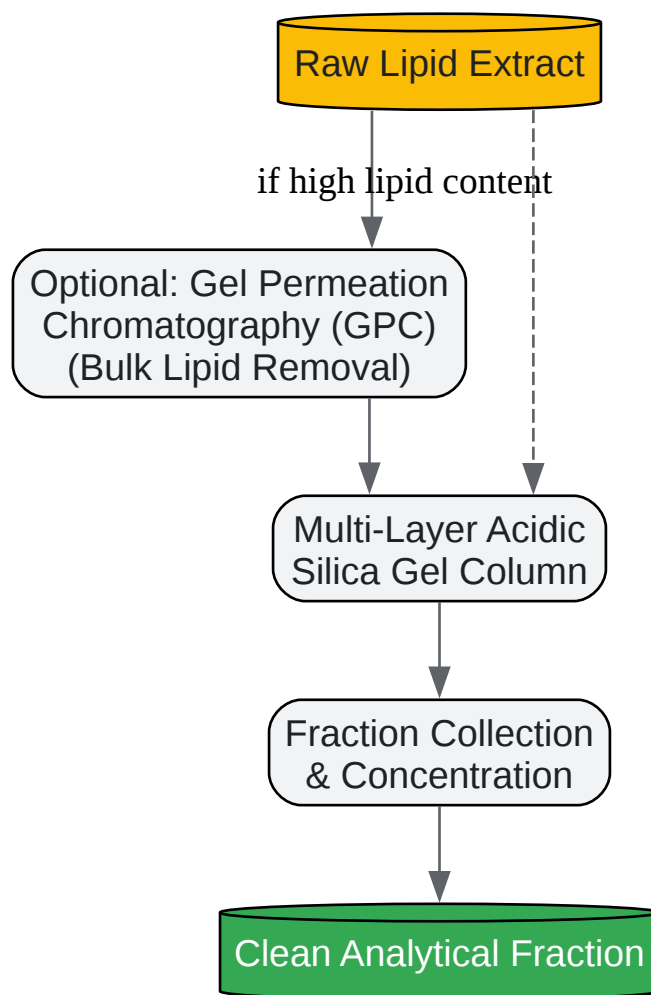 Raw Lipid Extract
if high lipid content
Optional: Gel Permeation
Chromatography (GPC)
(Bulk Lipid Removal)
Multi-Layer Acidic
Silica Gel Column
Fraction Collection
& Concentration
Clean Analytical Fraction